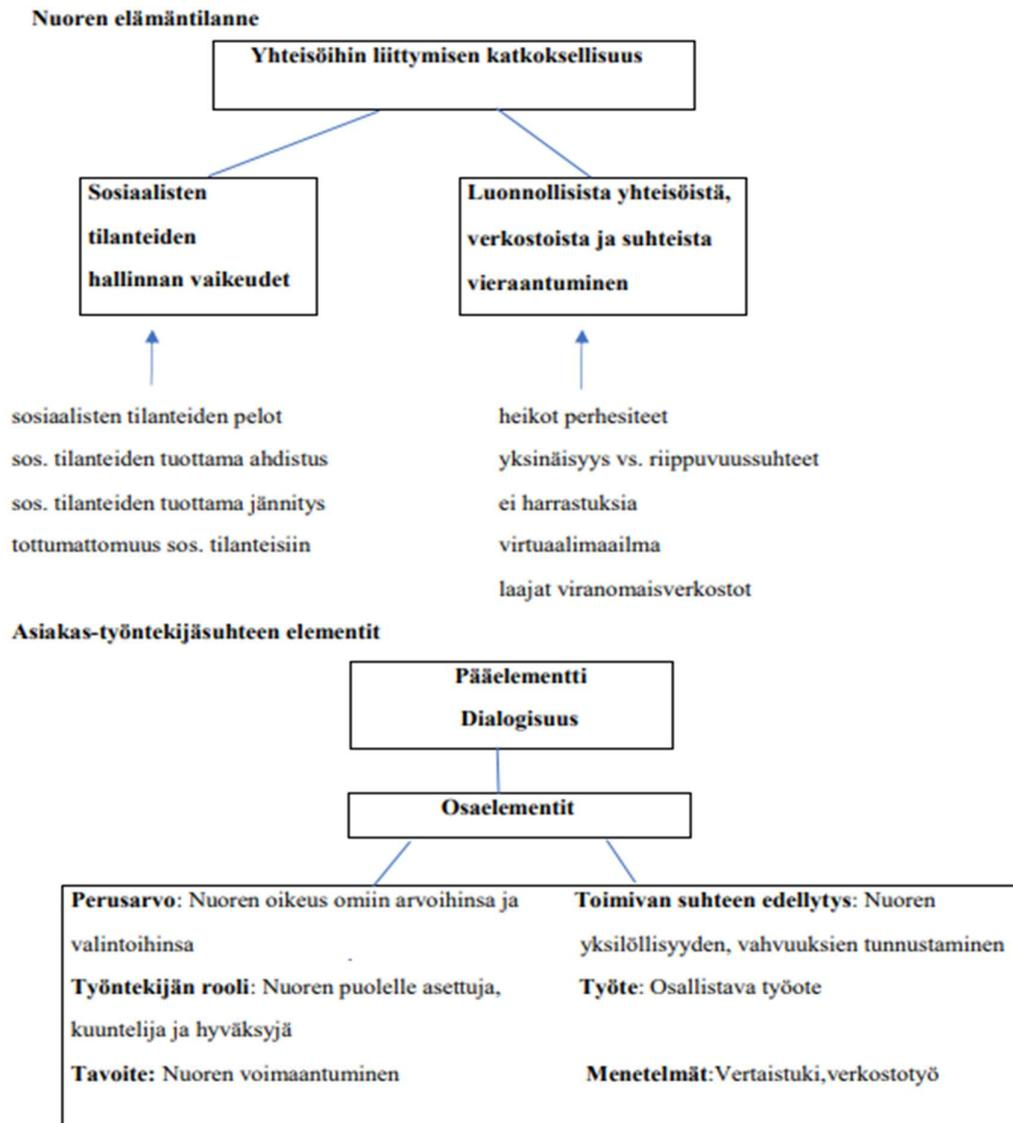 Nuoren elämäntilanne
Yhteisöihin liittymisen katkoksellisuus
Sosiaalisten
tilanteiden
hallinnan vaikeudet
Luonnollisista yhteisöistä,
verkostoista ja suhteista
vieraantuminen
sosiaalisten tilanteiden pelot
sos. tilanteiden tuottama ahdistus
sos. tilanteiden tuottama jännitys
tottumattomuus sos. tilanteisiin
heikot perhesiteet
yksinäisyys vs. riippuvuussuhteet
ei harrastuksia
virtuaalimaailma
laajat viranomaisverkostot
Asiakas-työntekijäsuhteen elementit
Pääelementti
Dialogisuus
Osaelementit
Perusarvo: Nuoren oikeus omiin arvoihinsa ja
valintoihinsa
Toimivan suhteen edellytys: Nuoren
yksilöllisyyden, vahvuuksien tunnustaminen
Työntekijän rooli: Nuoren puolelle asettuja,
kuuntelija ja hyväksyjä
Työte: Osallistava työote
Tavoite: Nuoren voimaantuminen
Menetelmät:Vertaistuki,verkostotyö